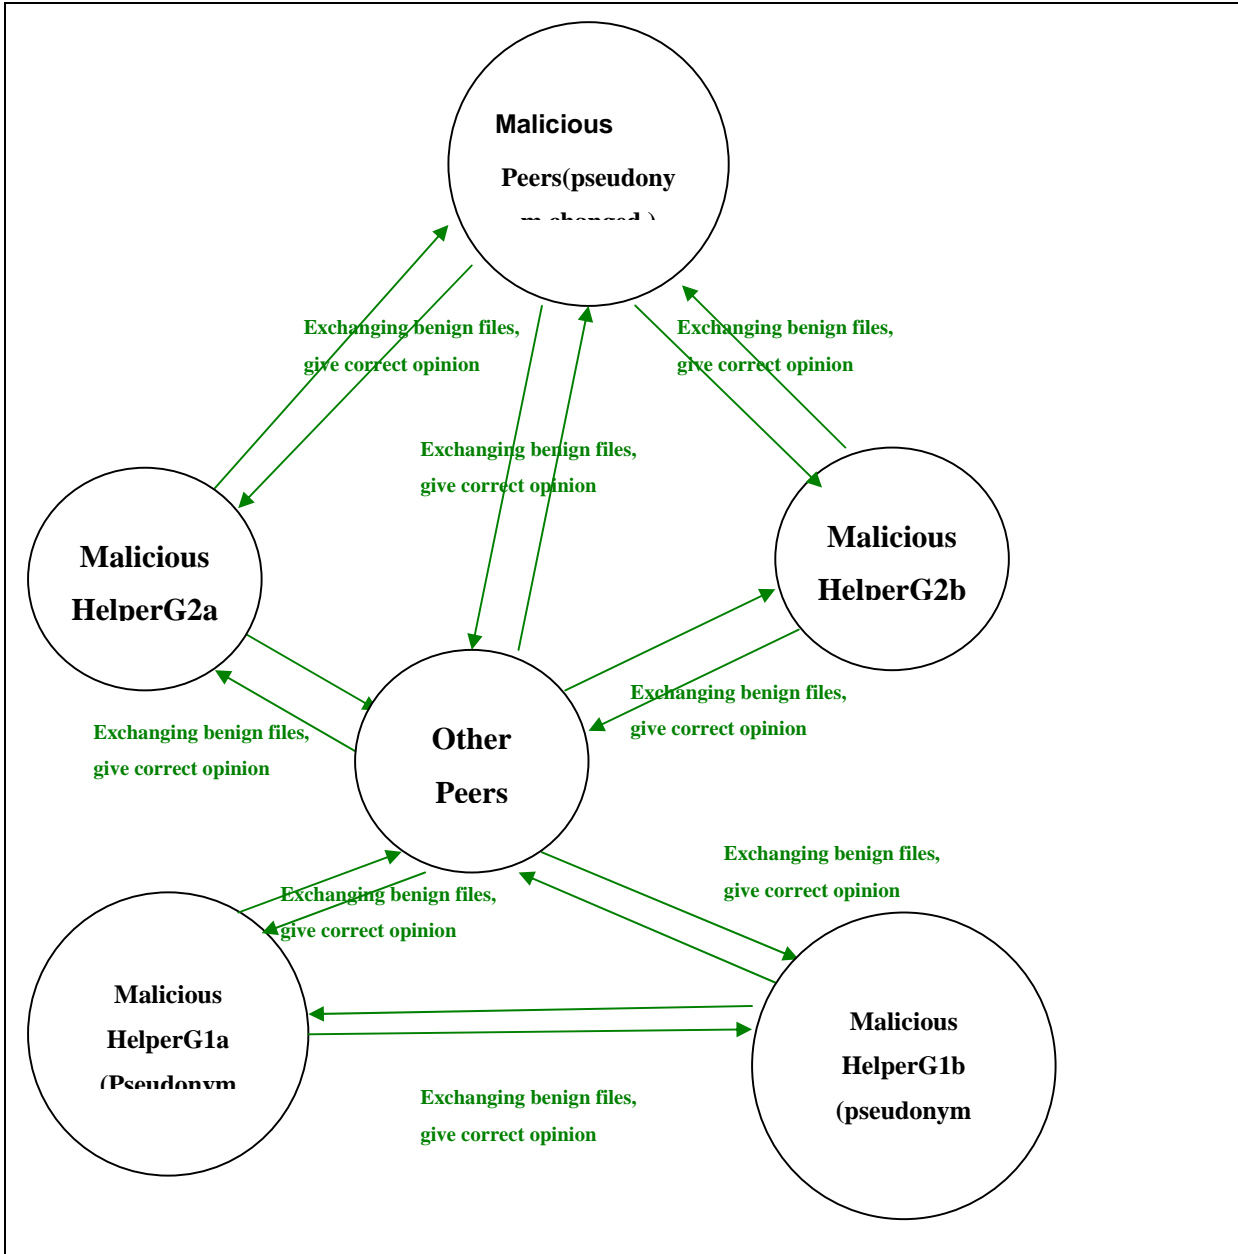 Malicious
Peers(pseudony
m changed )
Exchanging benign files,
give correct opinion
Exchanging benign files,
give correct opinion
Exchanging benign files,
give correct opinion
Malicious
HelperG2a
Malicious
HelperG2b
Exchanging benign files,
give correct opinion
Exchanging benign files,
give correct opinion
Other
Peers
Exchanging benign files,
give correct opinion
Exchanging benign files,
give correct opinion
Malicious
HelperG1a
(Pseudonym
Malicious
HelperG1b
(pseudonym
Exchanging benign files,
give correct opinion